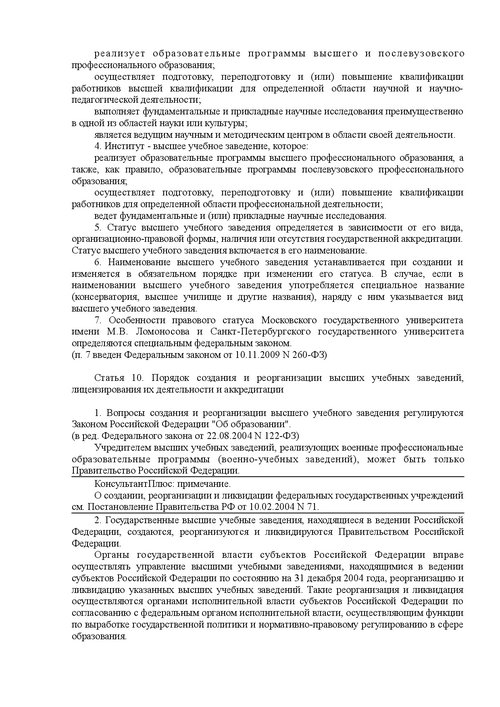 реализует образовательные программы высшего и послевузовского
профессионального образования;
осуществляет подготовку, переподготовку и (или) повышение квалификации
работников высшей квалификации для определенной области научной и научно-
педагогической деятельности;
выполняет фундаментальные и прикладные научные исследования преимущественно
в одной из областей науки или культуры;
является ведущим научным и методическим центром в области своей деятельности.
4. Институт - высшее учебное заведение, которое:
реализует образовательные программы высшего профессионального образования, а
также, как правило, образовательные программы послевузовского профессионального
образования;
осуществляет подготовку, переподготовку и (или) повышение квалификации
работников для определенной области профессиональной деятельности;
ведет фундаментальные и (или) прикладные научные исследования.
5. Статус высшего учебного заведения определяется в зависимости от его вида,
организационно-правовой формы, наличия или отсутствия государственной аккредитации.
Статус высшего учебного заведения включается в его наименование.
6. Наименование высшего учебного заведения устанавливается при создании и
изменяется в обязательном порядке при изменении его статуса. В случае, если в
наименовании высшего учебного заведения употребляется специальное название
(консерватория, высшее училище и другие названия), наряду с ним указывается вид
высшего учебного заведения.
7. Особенности правового статуса Московского государственного университета
имени М.В. Ломоносова и Санкт-Петербургского государственного университета
определяются специальным федеральным законом.
(п. 7 введен Федеральным законом от 10.11.2009 N 260-ФЗ)
Статья 10. Порядок создания и реорганизации высших учебных заведений,
лицензирования их деятельности и аккредитации
1. Вопросы создания и реорганизации высшего учебного заведения регулируются
Законом Российской Федерации "Об образовании".
(в ред. Федерального закона от 22.08.2004 N 122-ФЗ)
Учредителем высших учебных заведений, реализующих военные профессиональные
образовательные программы (военно-учебных заведений), может быть только
Правительство Российской Федерации.
КонсультантПлюс: примечание.
О создании, реорганизации и ликвидации федеральных государственных учреждений
см. Постановление Правительства РФ от 10.02.2004 N 71.
2. Государственные высшие учебные заведения, находящиеся в ведении Российской
Федерации, создаются, реорганизуются и ликвидируются Правительством Российской
Федерации.
Органы государственной власти субъектов Российской Федерации вправе
осуществлять управление высшими учебными заведениями, находящимися в ведении
субъектов Российской Федерации по состоянию на 31 декабря 2004 года, реорганизацию и
ликвидацию указанных высших учебных заведений. Такие реорганизация и ликвидация
осуществляются органами исполнительной власти субъектов Российской Федерации по
согласованию с федеральным органом исполнительной власти, осуществляющим функции
по выработке государственной политики и нормативно-правовому регулированию в сфере
образования.